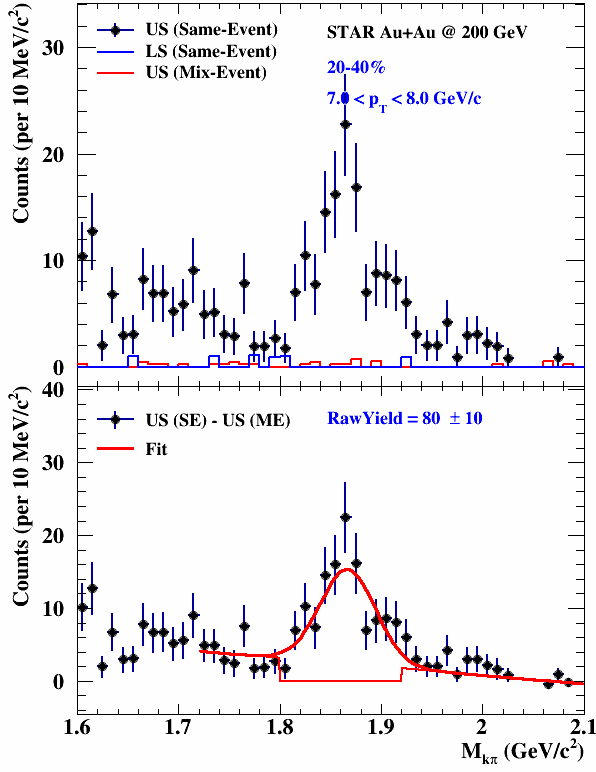 US (Same-Event)
LS (Same-Event)
US (Mix-Event)
STAR Au+Au @ 200 GeV
20-40%
7.0 < pT < 8.0 GeV/c
Counts (per 10 MeV/c²)
30
20
10
0
US (SE) - US (ME)
Fit
RawYield = 80 ± 10
Counts (per 10 MeV/c²)
40
30
20
10
0
1.6 1.7 1.8 1.9 2 2.1
Mkπ (GeV/c²)